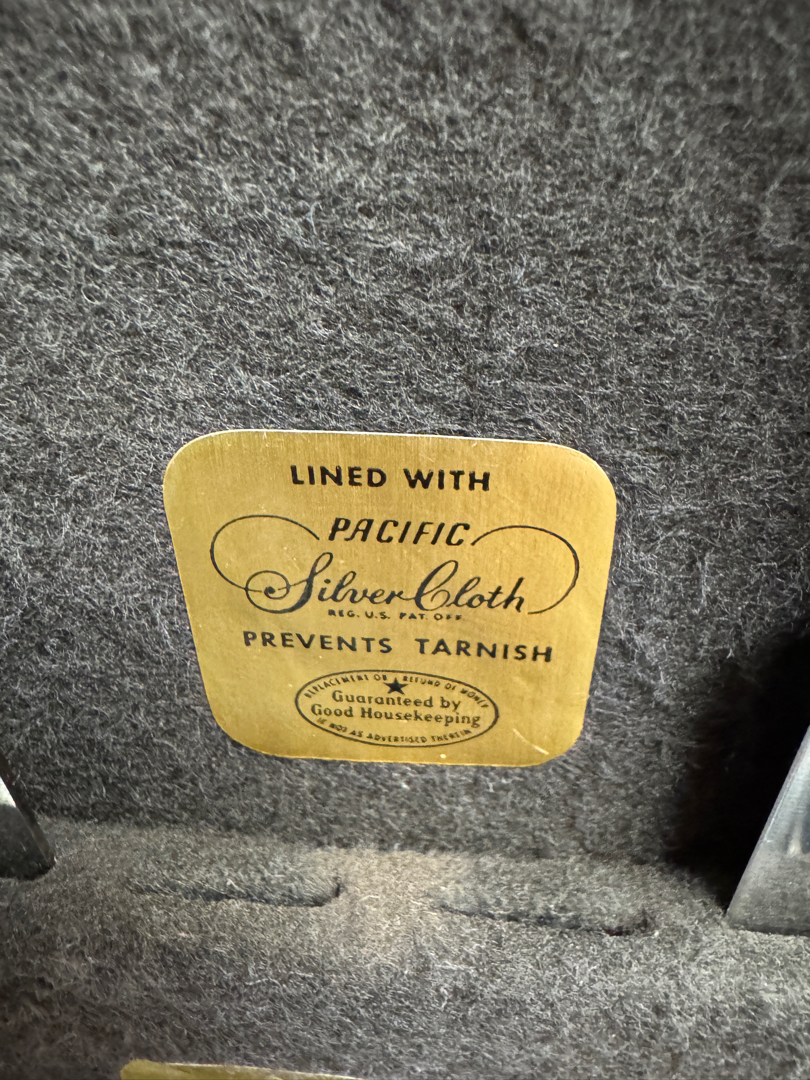 LINED WITH
PACIFIC
Silver Cloth
REG. U.S. PAT. OFF.
PREVENTS TARNISH
REPLACEMENT OR REFUND OF MONEY
★
Guaranteed by
Good Housekeeping
IF NOT AS ADVERTISED THEREIN